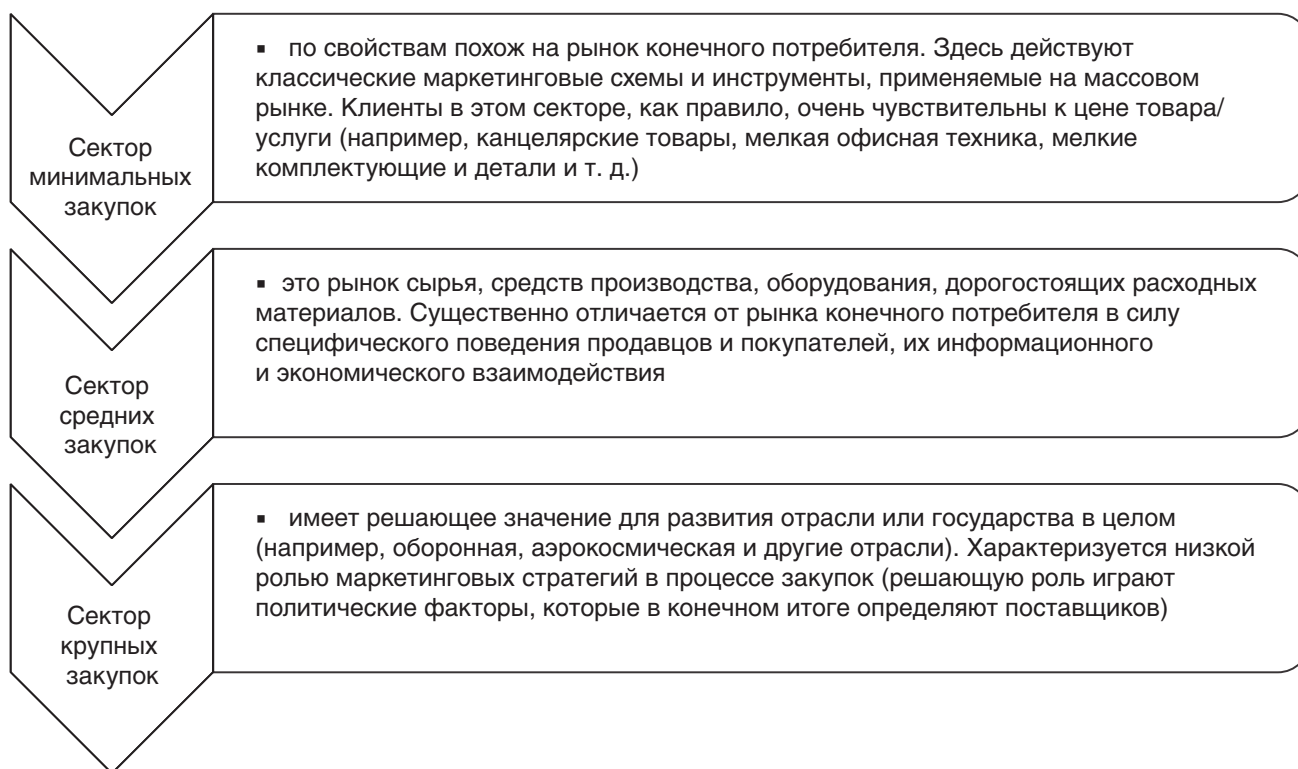 Сектор
минимальных
закупок
▪ по свойствам похож на рынок конечного потребителя. Здесь действуют
классические маркетинговые схемы и инструменты, применяемые на массовом
рынке. Клиенты в этом секторе, как правило, очень чувствительны к цене товара/
услуги (например, канцелярские товары, мелкая офисная техника, мелкие
комплектующие и детали и т. д.)
Сектор
средних
закупок
▪ это рынок сырья, средств производства, оборудования, дорогостоящих расходных
материалов. Существенно отличается от рынка конечного потребителя в силу
специфического поведения продавцов и покупателей, их информационного
и экономического взаимодействия
Сектор
крупных
закупок
▪ имеет решающее значение для развития отрасли или государства в целом
(например, оборонная, аэрокосмическая и другие отрасли). Характеризуется низкой
ролью маркетинговых стратегий в процессе закупок (решающую роль играют
политические факторы, которые в конечном итоге определяют поставщиков)